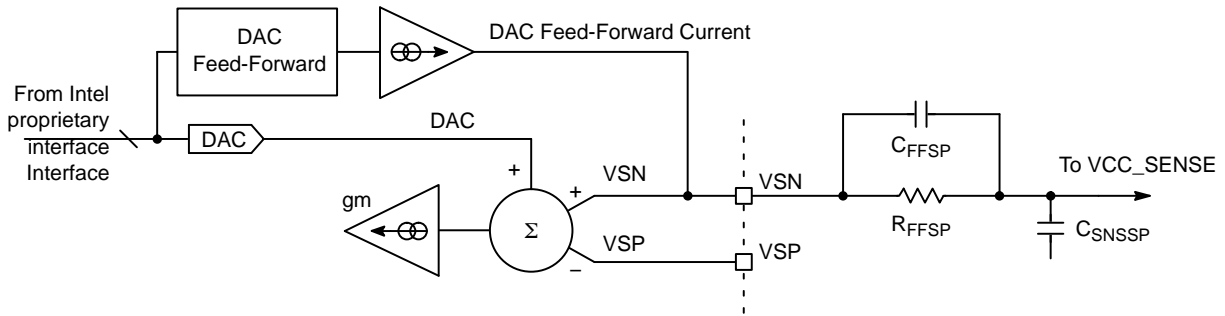 DAC
Feed-Forward
DAC Feed-Forward Current
From Intel
proprietary
interface
Interface
DAC
DAC
+
gm
Σ
+
VSN
VSP
−
VSN
VSP
CFFSP
RFFSP
To VCC_SENSE
CSNSSP